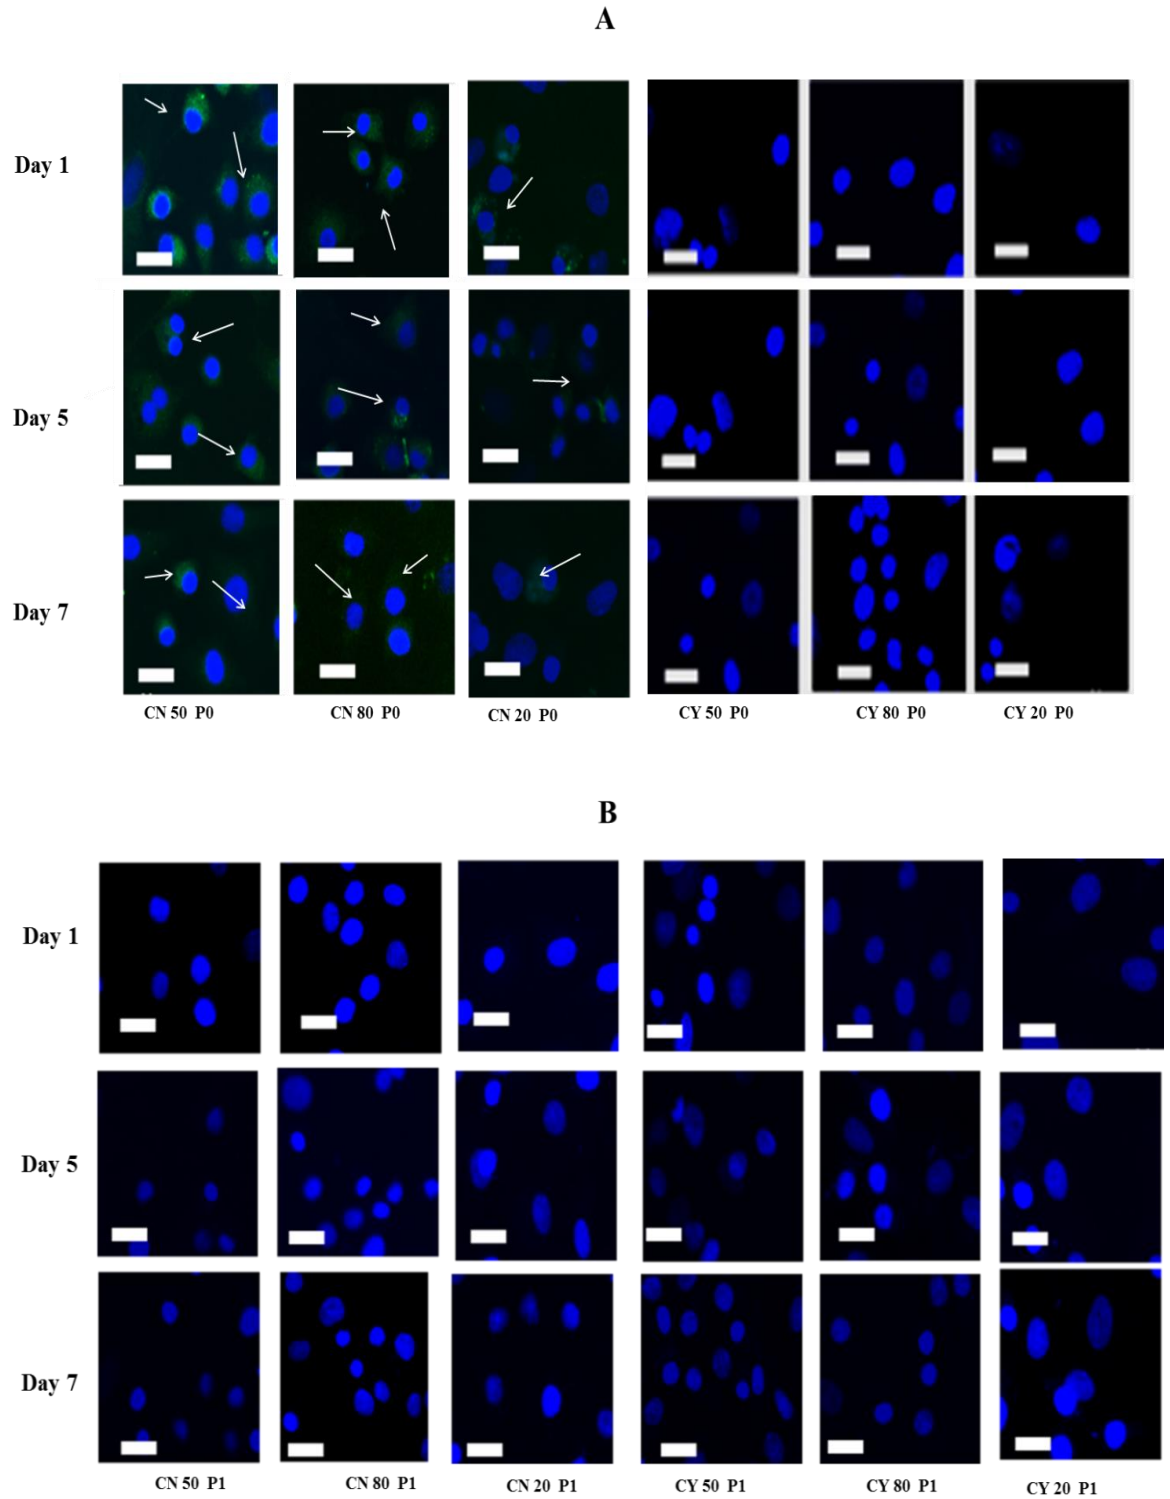 A
Day 1
Day 5
Day 7
CN 50 P0
CN 80 P0
CN 20 P0
CY 50 P0
CY 80 P0
CY 20 P0
B
Day 1
Day 5
Day 7
CN 50 P1
CN 80 P1
CN 20 P1
CY 50 P1
CY 80 P1
CY 20 P1